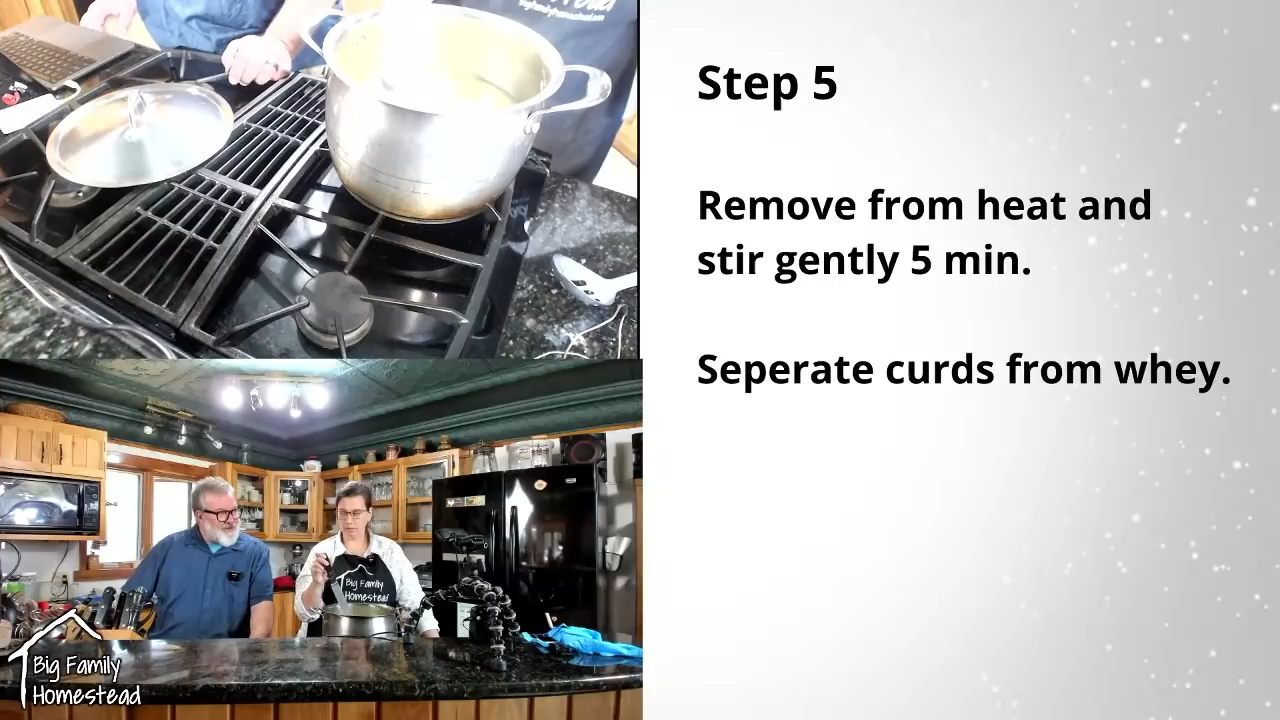 Step 5
Remove from heat and
stir gently 5 min.
Seperate curds from whey.
Big Family
Homestead
Big Family
Homestead